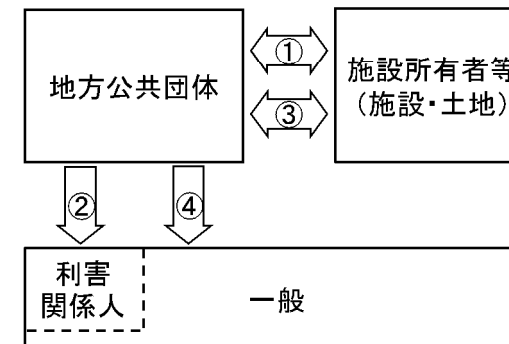 地方公共団体
①
③
施設所有者等
（施設・土地）
②
④
利害
関係人
一般